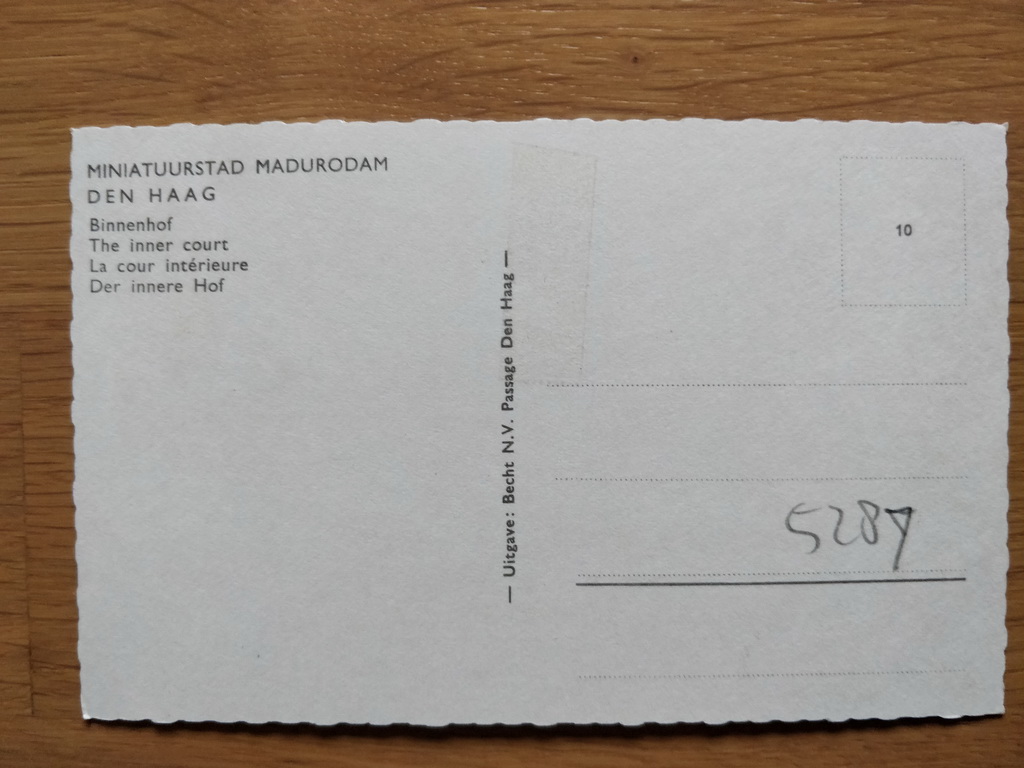 MINIATUURSTAD MADURODAM
DEN HAAG
Binnenhof
The inner court
La cour intérieure
Der innere Hof
— Uitgave: Becht N.V. Passage Den Haag —
10
5287